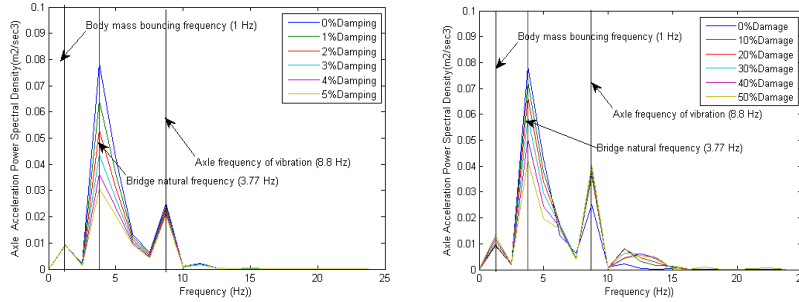 Axle Acceleration Power Spectral Density(m2/sec3)
0.1
0.09
0.08
0.07
0.06
0.05
0.04
0.03
0.02
0.01
0
0
5
10
15
20
25
Frequency (Hz))
Body mass bouncing frequency (1 Hz)
Axle frequency of vibration (8.8 Hz)
Bridge natural frequency (3.77 Hz)
0%Damping
1%Damping
2%Damping
3%Damping
4%Damping
5%Damping
Axle Acceleration Power Spectral Density(m2/sec3)
0.1
0.09
0.08
0.07
0.06
0.05
0.04
0.03
0.02
0.01
0
0
5
10
15
20
25
Frequency (Hz))
Body mass bouncing frequency (1 Hz)
Axle frequency of vibration (8.8 Hz)
Bridge natural frequency (3.77 Hz)
0%Damage
10%Damage
20%Damage
30%Damage
40%Damage
50%Damage